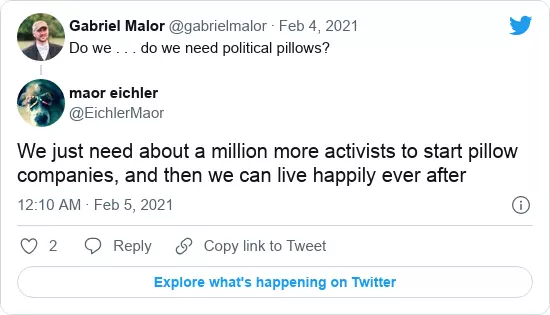 Gabriel Malor @gabrielmalor · Feb 4, 2021
Do we . . . do we need political pillows?
maor eichler
@EichlerMaor
We just need about a million more activists to start pillow
companies, and then we can live happily ever after
12:10 AM · Feb 5, 2021
2 Reply Copy link to Tweet
Explore what's happening on Twitter